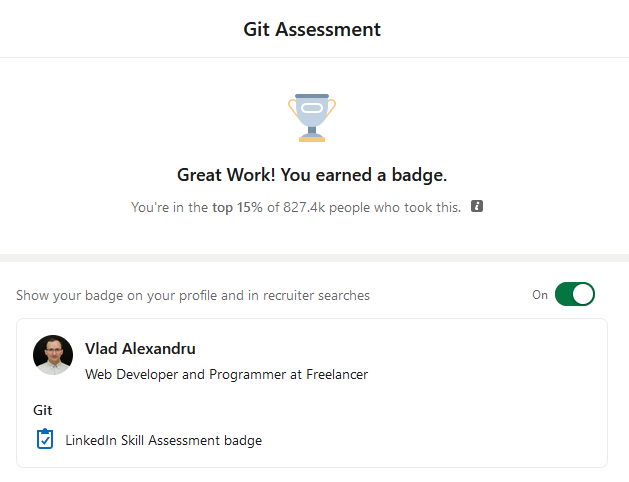 Git Assessment
Great Work! You earned a badge.
You're in the top 15% of 827.4k people who took this.
Show your badge on your profile and in recruiter searches
On
Vlad Alexandru
Web Developer and Programmer at Freelancer
Git
LinkedIn Skill Assessment badge